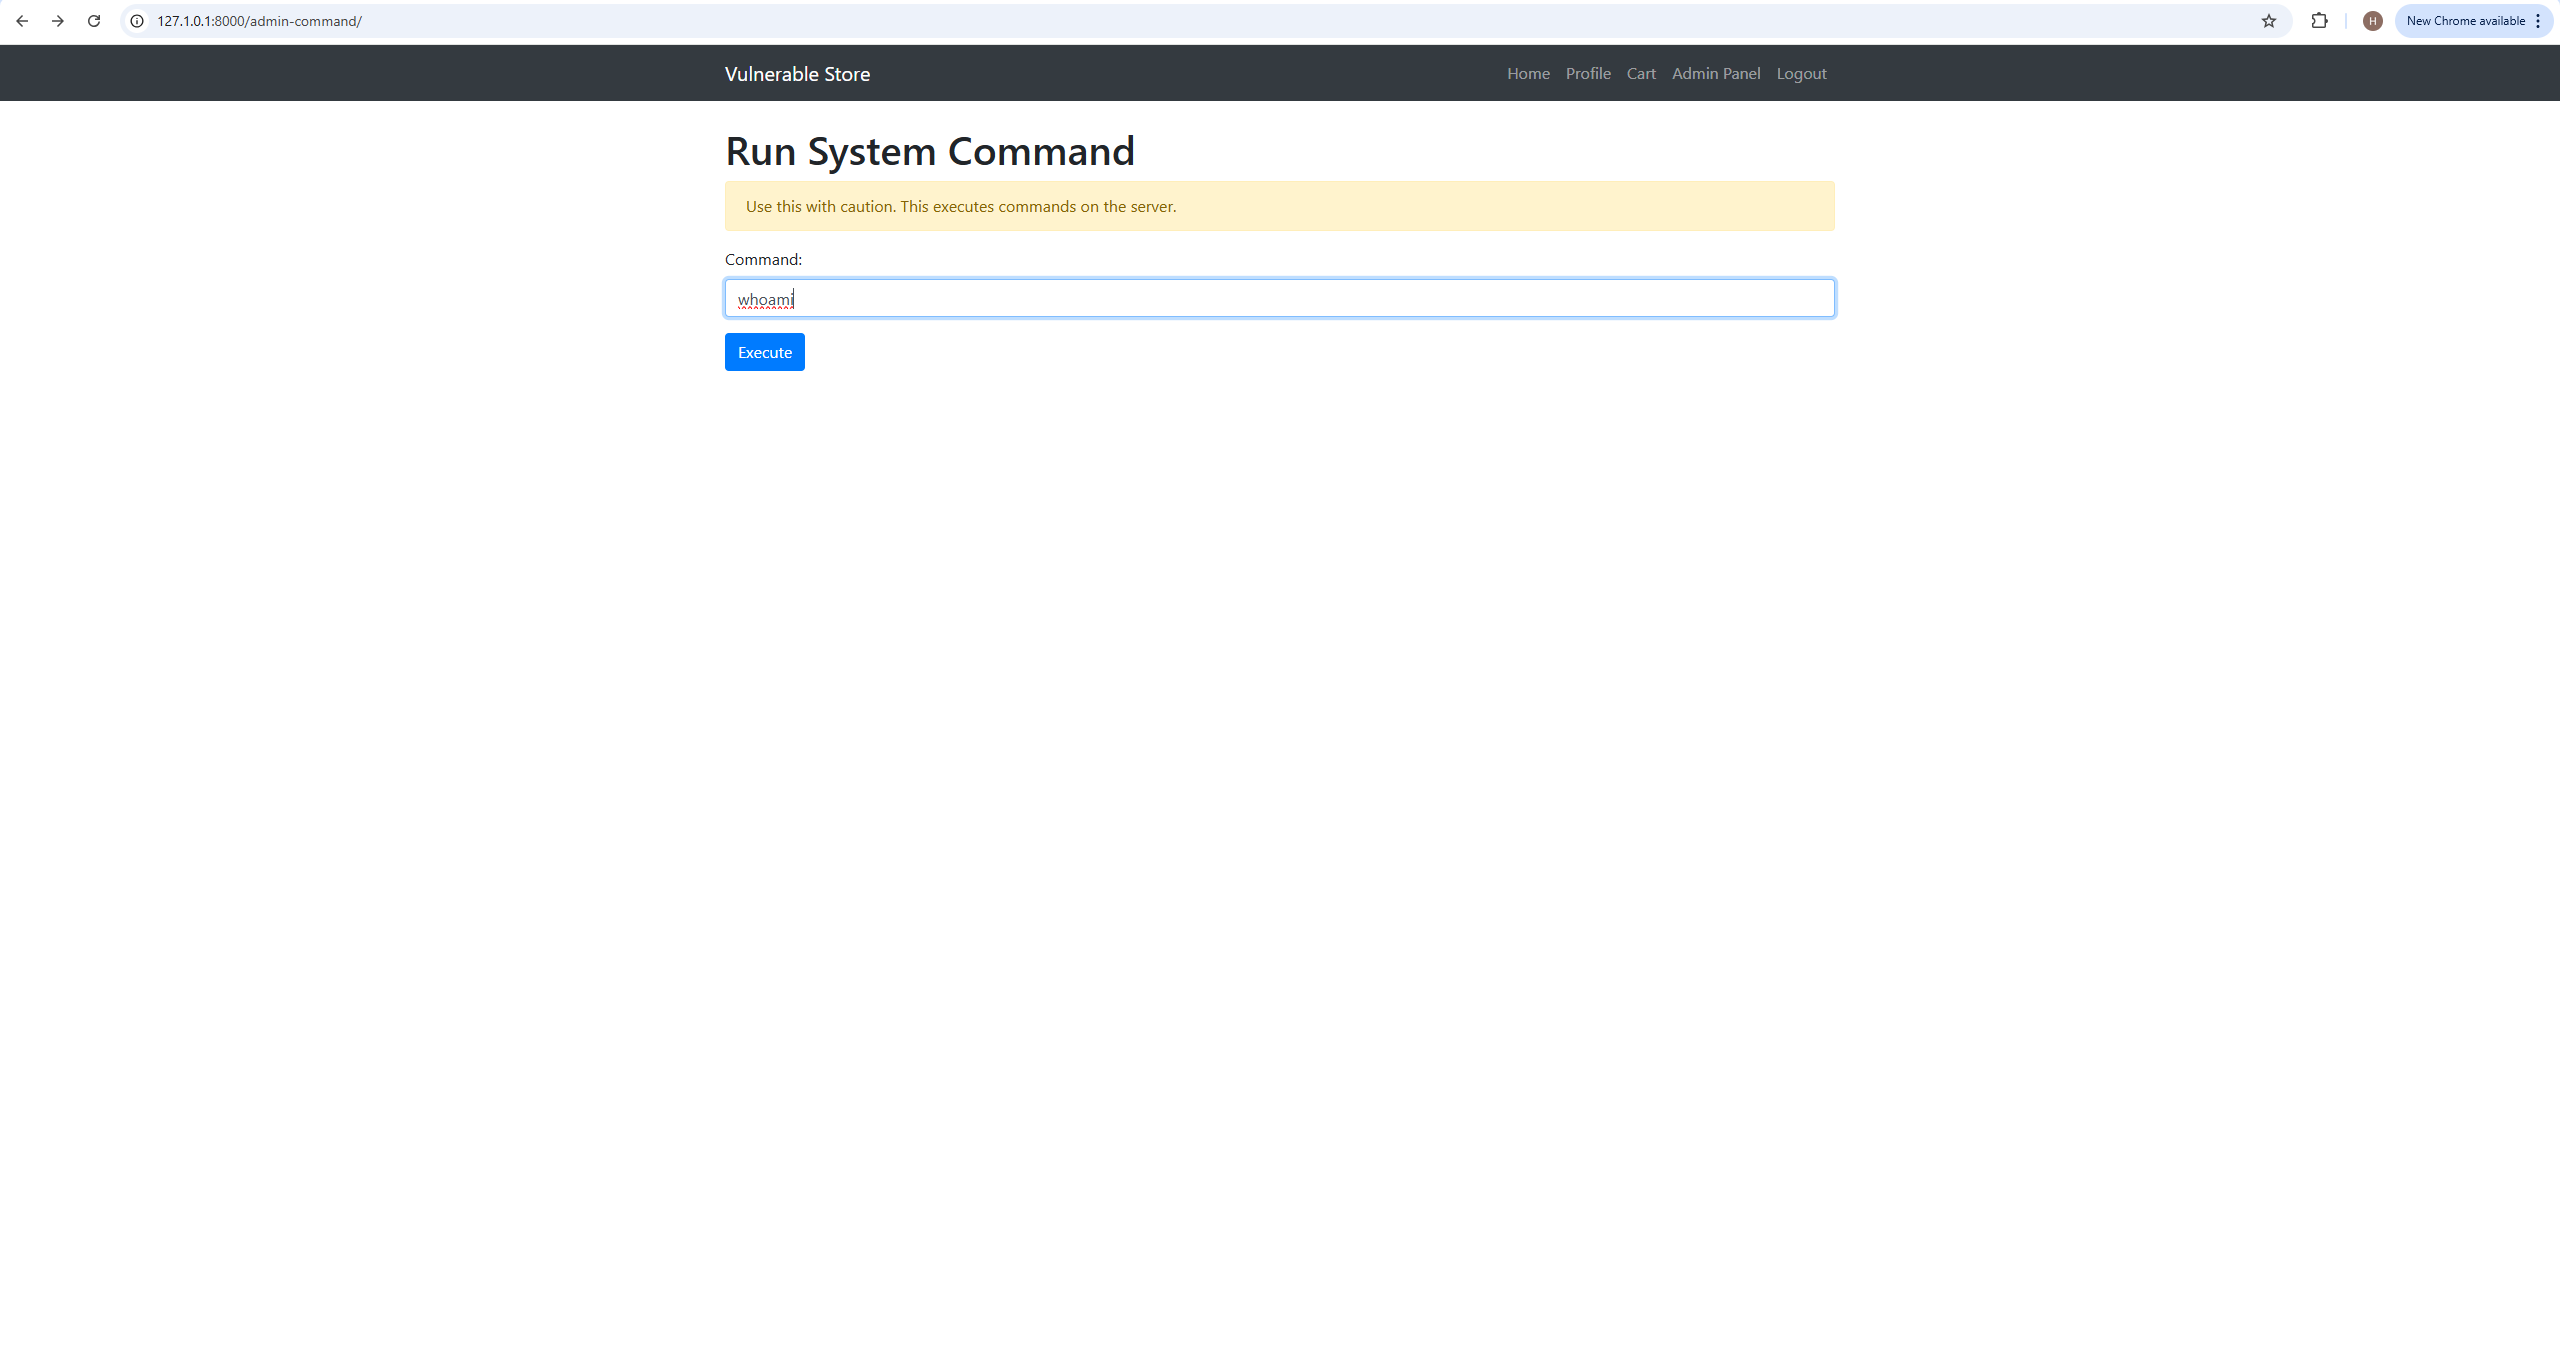 127.1.0.1:8000/admin-command/
H
New Chrome available
Vulnerable Store
Home Profile Cart Admin Panel Logout
Run System Command
Use this with caution. This executes commands on the server.
Command:
whoami
Execute